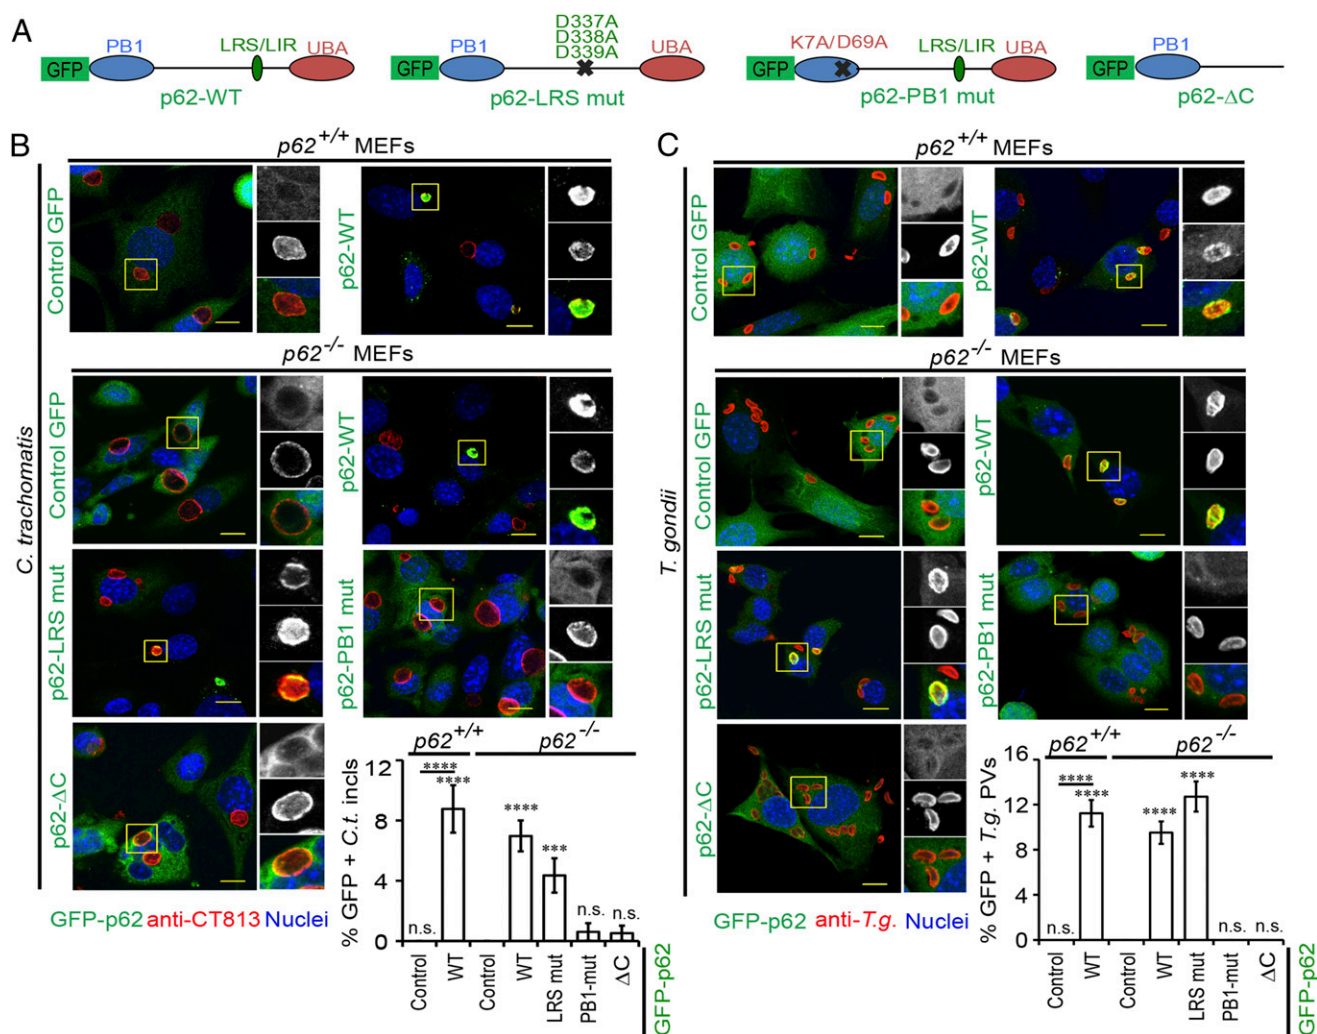 A
GFP PB1 LRS/LIR UBA
p62-WT
GFP PB1 D337A
D338A
D339A UBA
p62-LRS mut
GFP K7A/D69A LRS/LIR UBA
p62-PB1 mut
GFP PB1
p62-ΔC
B
p62+/+ MEFs
C. trachomatis
Control GFP
p62-WT
p62-/- MEFs
Control GFP
p62-WT
p62-LRS mut
p62-PB1 mut
p62-ΔC
GFP-p62 anti-CT813 Nuclei
p62+/+ p62-/-
% GFP + C.t. incls
12
8
4
0
n.s. **** **** **** *** n.s. n.s.
Control WT Control WT LRS mut PB1-mut ΔC
GFP-p62
C
p62+/+ MEFs
T. gondii
Control GFP
p62-WT
p62-/- MEFs
Control GFP
p62-WT
p62-LRS mut
p62-PB1 mut
p62-ΔC
GFP-p62 anti-T.g. Nuclei
p62+/+ p62-/-
% GFP + T.g. PVs
16
12
8
4
0
n.s. **** **** **** **** n.s. n.s.
Control WT Control WT LRS mut PB1-mut ΔC
GFP-p62